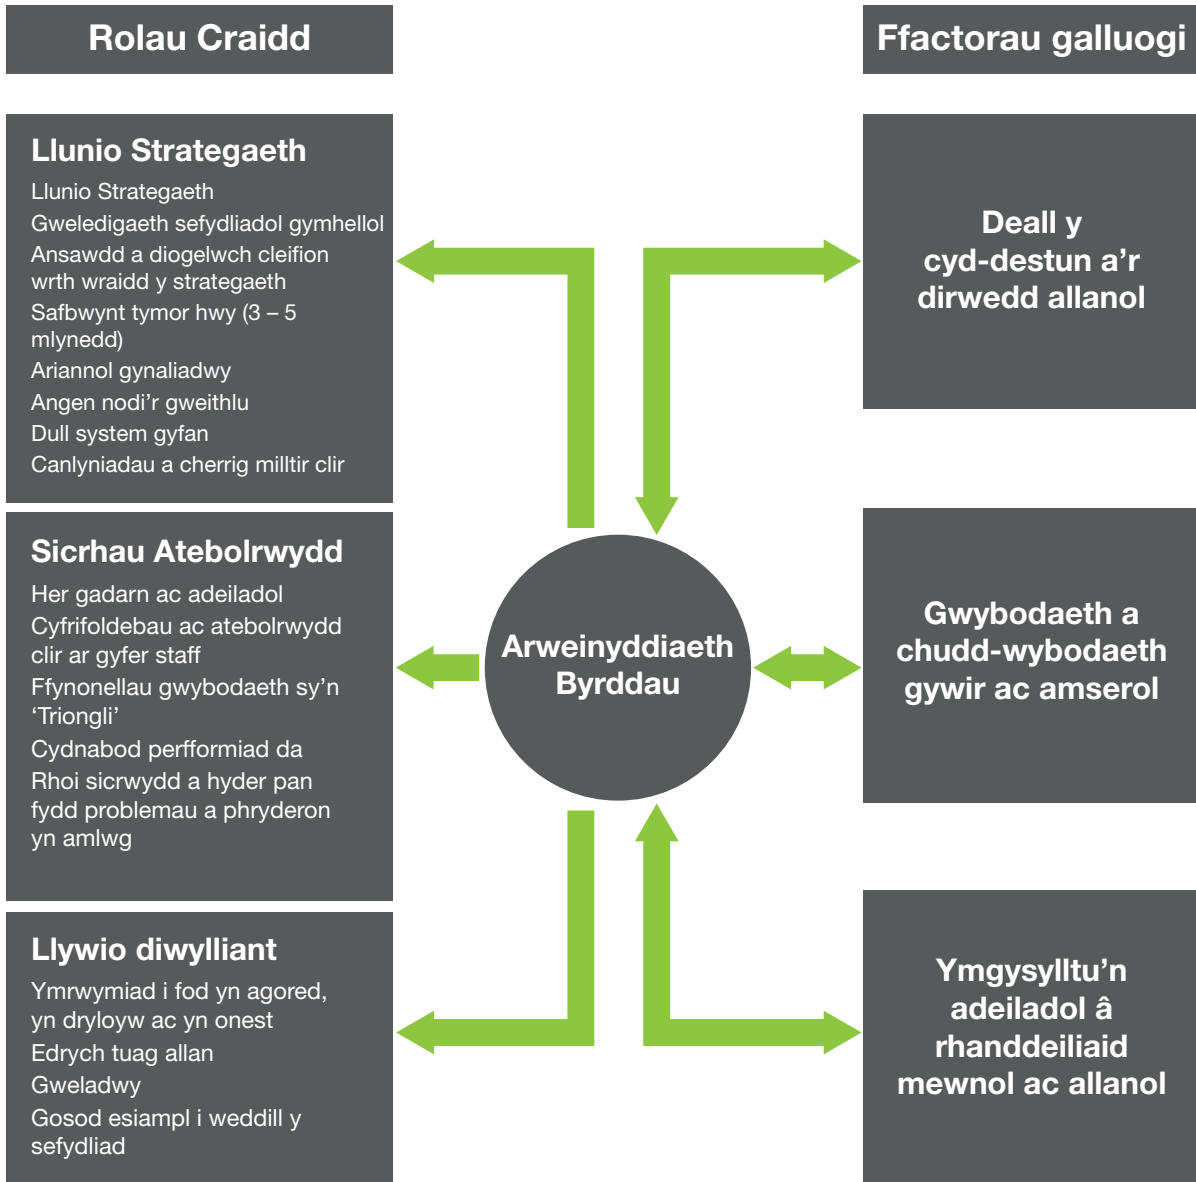 Rolau Craidd
Llunio Strategaeth
Llunio Strategaeth
Gweledigaeth sefydliadol gymhellol
Ansawdd a diogelwch cleifion
wrth wraidd y strategaeth
Safbwynt tymor hwy (3 – 5
mlynedd)
Ariannol gynaliadwy
Angen nodi’r gweithlu
Dull system gyfan
Canlyniadau a cherrig milltir clir
Sicrhau Atebolrwydd
Her gadarn ac adeiladol
Cyfrifoldebau ac atebolrwydd
clir ar gyfer staff
Ffynonellau gwybodaeth sy’n
‘Triongli’
Cydnabod perfformiad da
Rhoi sicrwydd a hyder pan
fydd problemau a phryderon
yn amlwg
Llywio diwylliant
Ymrwymiad i fod yn agored,
yn dryloyw ac yn onest
Edrych tuag allan
Gweladwy
Gosod esiampl i weddill y
sefydliad
Arweinyddiaeth
Byrddau
Ffactorau galluogi
Deall y
cyd-destun a’r
dirwedd allanol
Gwybodaeth a
chudd-wybodaeth
gywir ac amserol
Ymgysylltu’n
adeiladol â
rhanddeiliaid
mewnol ac allanol